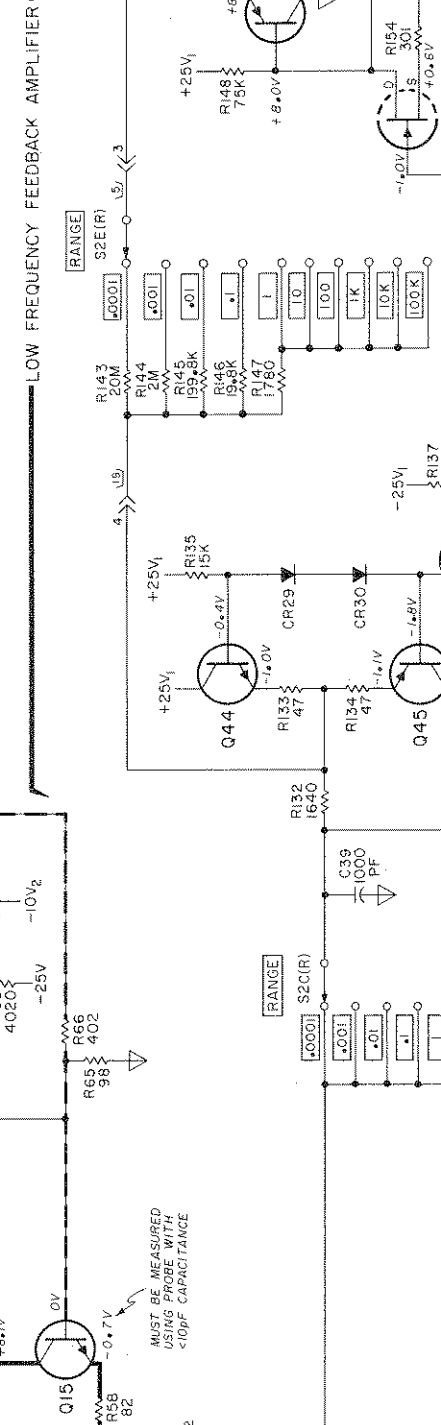 LOW FREQUENCY FEEDBACK AMPLIFIER
+25V₁
R148
75K
+8.0V
R154
301
D
S
+0.6V
-1.0V
3
5
RANGE
S2E(R)
.0001
.001
.01
.1
1
10
100
1K
10K
100K
R143
20M
R144
2M
R145
199.8K
R146
19.8K
R147
1780
4
+25V₁
R135
15K
-25V₁
R137
-0.4V
CR29
CR30
-1.8V
+25V₁
-1.0V
-1.1V
Q44
R133
47
R134
47
Q45
R132
1640
C39
1000
PF
RANGE
S2C(R)
.0001
.001
.01
.1
-10V₂
4020
-25V
R66
402
R65
98
0V
-0.7V
MUST BE MEASURED
USING PROBE WITH
<10pF CAPACITANCE
Q15
R58
82